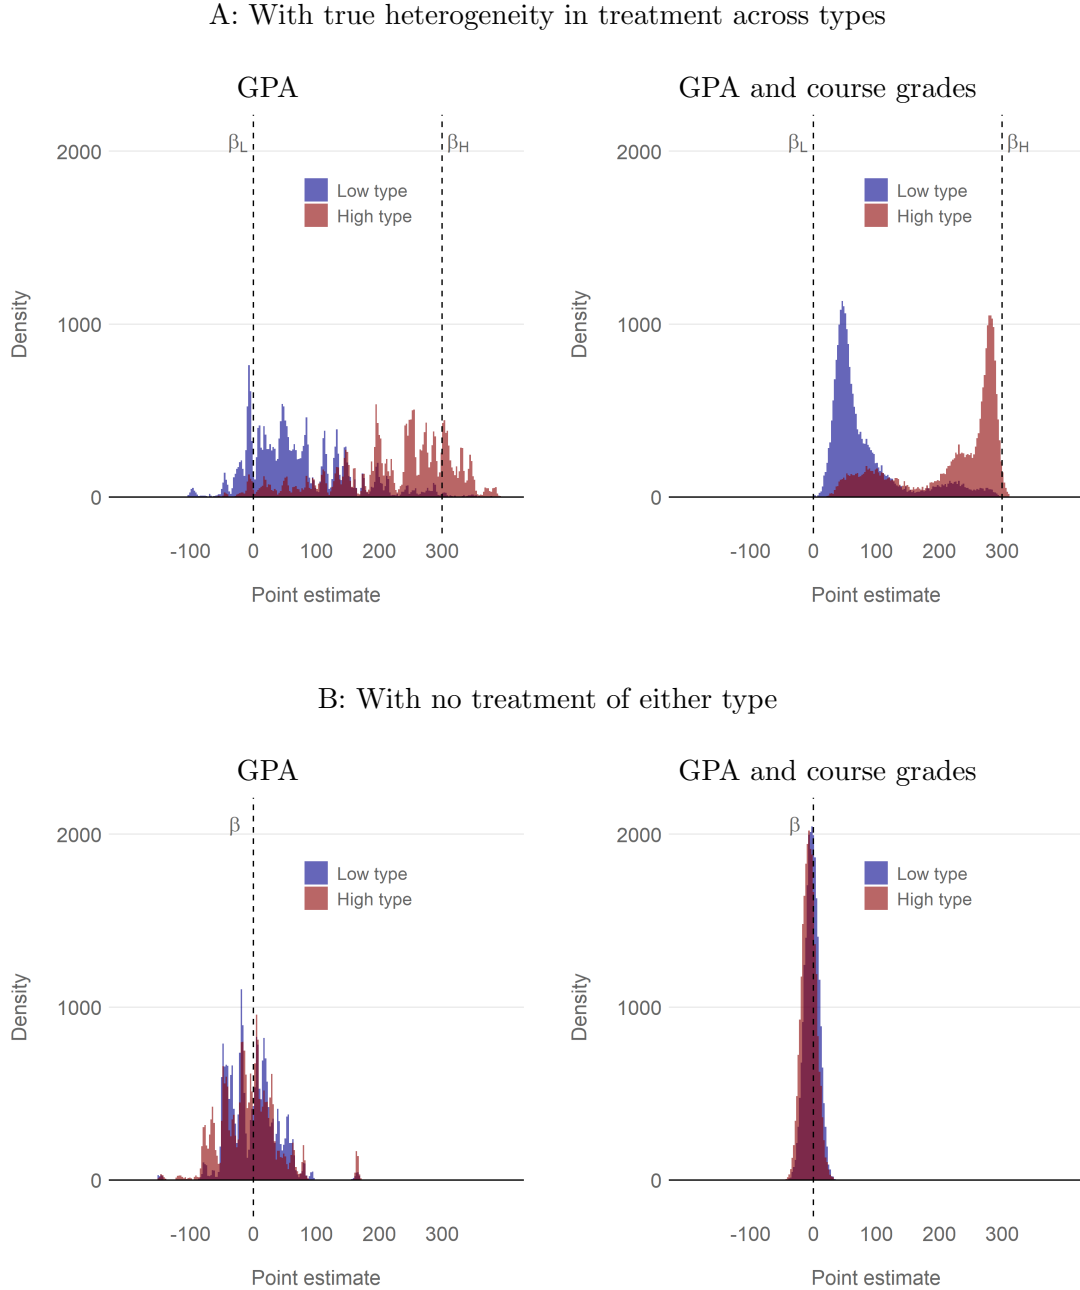 A: With true heterogeneity in treatment across types
GPA
β_L
β_H
2000
Low type
High type
1000
0
Density
-100 0 100 200 300
Point estimate
GPA and course grades
β_L
β_H
2000
Low type
High type
1000
0
Density
-100 0 100 200 300
Point estimate
B: With no treatment of either type
GPA
β
2000
Low type
High type
1000
0
Density
-100 0 100 200 300
Point estimate
GPA and course grades
β
2000
Low type
High type
1000
0
Density
-100 0 100 200 300
Point estimate